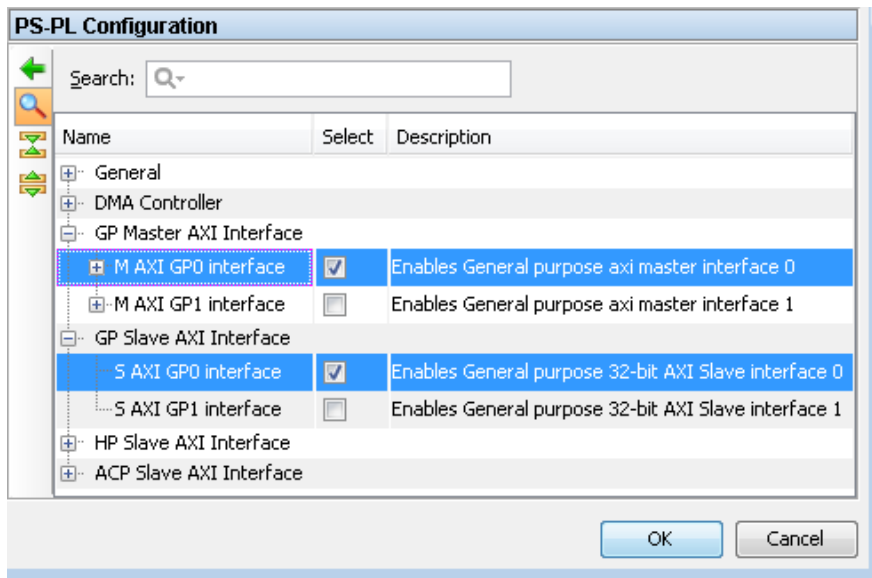 PS-PL Configuration
Search:
Name Select Description
General
DMA Controller
GP Master AXI Interface
M AXI GP0 interface Enables General purpose axi master interface 0
M AXI GP1 interface Enables General purpose axi master interface 1
GP Slave AXI Interface
S AXI GP0 interface Enables General purpose 32-bit AXI Slave interface 0
S AXI GP1 interface Enables General purpose 32-bit AXI Slave interface 1
HP Slave AXI Interface
ACP Slave AXI Interface
OK Cancel